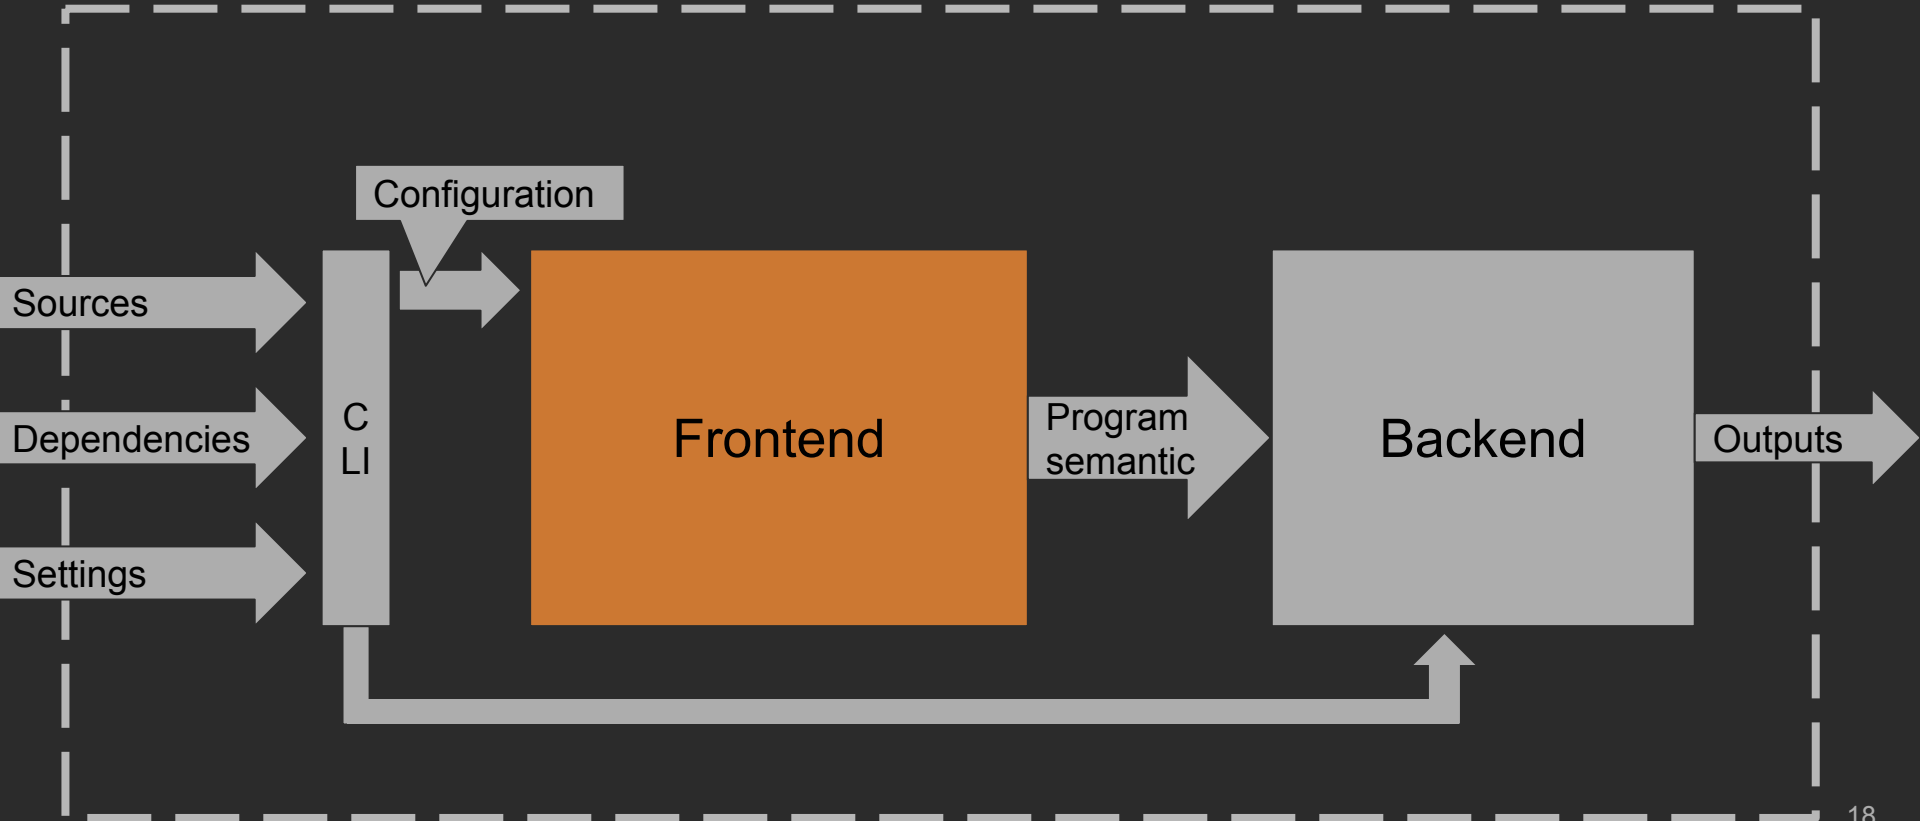 Configuration
Sources
Dependencies
Settings
C
LI
Frontend
Program
semantic
Backend
Outputs
18